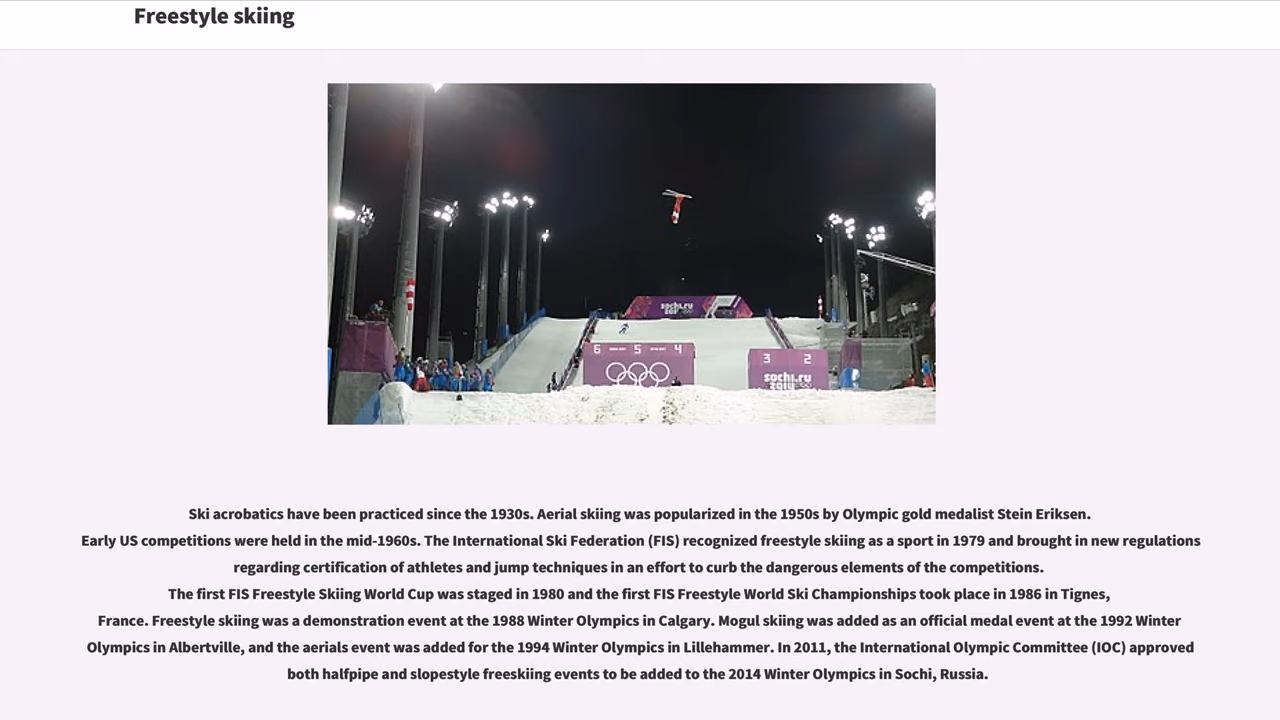 Freestyle skiing
sochi.ru
6 5 4
3 2
sochi.ru
2014
Ski acrobatics have been practiced since the 1930s. Aerial skiing was popularized in the 1950s by Olympic gold medalist Stein Eriksen.
Early US competitions were held in the mid-1960s. The International Ski Federation (FIS) recognized freestyle skiing as a sport in 1979 and brought in new regulations
regarding certification of athletes and jump techniques in an effort to curb the dangerous elements of the competitions.
The first FIS Freestyle Skiing World Cup was staged in 1980 and the first FIS Freestyle World Ski Championships took place in 1986 in Tignes,
France. Freestyle skiing was a demonstration event at the 1988 Winter Olympics in Calgary. Mogul skiing was added as an official medal event at the 1992 Winter
Olympics in Albertville, and the aerials event was added for the 1994 Winter Olympics in Lillehammer. In 2011, the International Olympic Committee (IOC) approved
both halfpipe and slopestyle freeskiing events to be added to the 2014 Winter Olympics in Sochi, Russia.